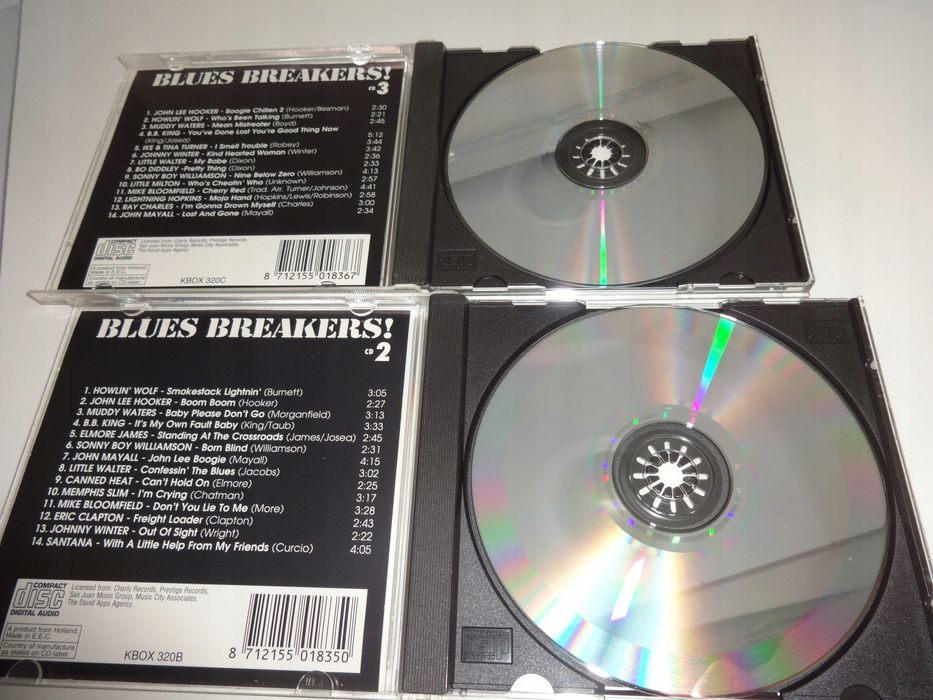 BLUES BREAKERS!
CD 3
1. JOHN LEE HOOKER - Boogie Chillen 2 (Hooker/Besman) 2:30
2. HOWLIN' WOLF - Who's Been Talking (Burnett) 2:21
3. MUDDY WATERS - Mean Mistreater (Boyd) 2:45
4. B.B. KING - You've Done Lost You're Good Thing Now
(King/Josea) 5:12
5. IKE & TINA TURNER - I Smell Trouble (Robey) 3:44
6. JOHNNY WINTER - Kind Hearted Woman (Winter) 3:42
7. LITTLE WALTER - My Babe (Dixon) 2:36
8. BO DIDDLEY -Pretty Thing (Dixon) 2:33
9. SONNY BOY WILLIAMSON - Nine Below Zero (Williamson) 4:13
10. LITTLE MILTON - Who's Cheatin' Who (Unknown) 2:57
11. MIKE BLOOMFIELD - Cherry Red (Trad. Arr. Turner/Johnson) 4:41
12. LIGHTNING HOPKINS - Mojo Hand (Hopkins/Lewis/Robinson) 2:58
13. RAY CHARLES - I'm Gonna Drown Myself (Charles) 3:00
14. JOHN MAYALL - Lost And Gone (Mayall) 2:34
COMPACT
disc
DIGITAL AUDIO
Licensed from: Charly Records, Prestige Records,
San Juan Music Group, Music City Associates,
The David Apps Agency.
A product from Holland,
Made in E.E.C.
Country of manufacture
as stated on CD-label.
KBOX 320C
8 712155 018367
BLUES BREAKERS!
CD 2
1. HOWLIN' WOLF - Smokestack Lightnin' (Burnett) 3:05
2. JOHN LEE HOOKER - Boom Boom (Hooker) 2:27
3. MUDDY WATERS - Baby Please Don't Go (Morganfield) 3:13
4. B.B. KING - It's My Own Fault Baby (King/Taub) 3:33
5. ELMORE JAMES - Standing At The Crossroads (James/Josea) 2:45
6. SONNY BOY WILLIAMSON - Born Blind (Williamson) 2:31
7. JOHN MAYALL - John Lee Boogie (Mayall) 4:15
8. LITTLE WALTER - Confessin' The Blues (Jacobs) 3:02
9. CANNED HEAT - Can't Hold On (Elmore) 2:25
10. MEMPHIS SLIM - I'm Crying (Chatman) 3:17
11. MIKE BLOOMFIELD - Don't You Lie To Me (More) 3:28
12. ERIC CLAPTON - Freight Loader (Clapton) 2:43
13. JOHNNY WINTER - Out Of Sight (Wright) 2:22
14. SANTANA - With A Little Help From My Friends (Curcio) 4:05
COMPACT
disc
DIGITAL AUDIO
Licensed from: Charly Records, Prestige Records,
San Juan Music Group, Music City Associates,
The David Apps Agency.
A product from Holland,
Made in E.E.C.
Country of manufacture
as stated on CD-label.
KBOX 320B
8 712155 018350